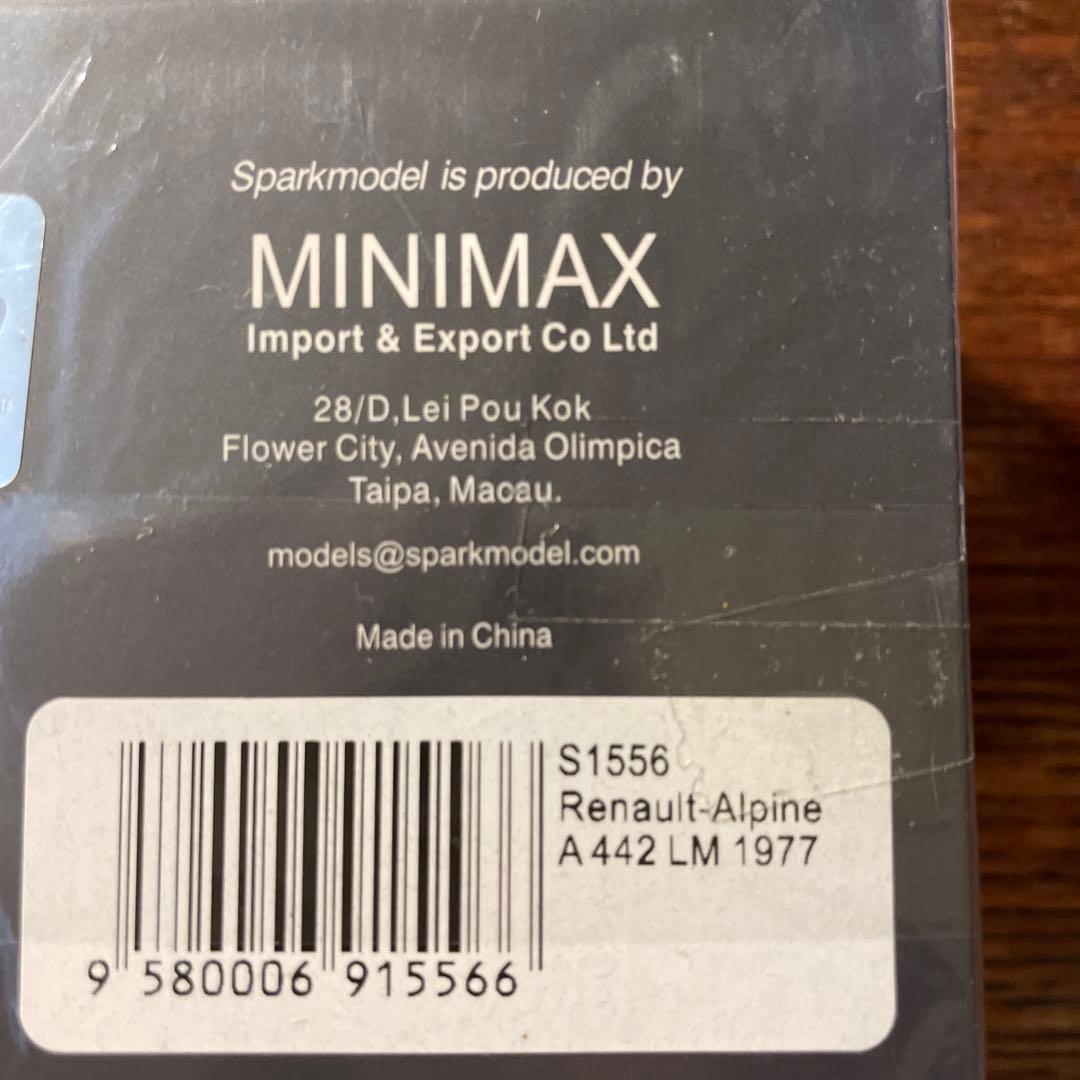 Sparkmodel is produced by
MINIMAX
Import & Export Co Ltd
28/D,Lei Pou Kok
Flower City, Avenida Olimpica
Taipa, Macau.
models@sparkmodel.com
Made in China
S1556
Renault-Alpine
A 442 LM 1977
9 580006 915566